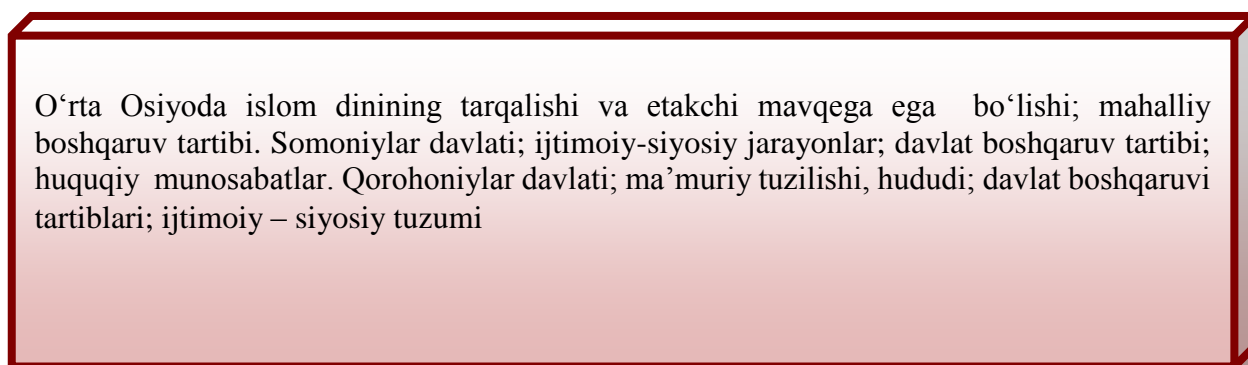 O‘rta Osiyoda islom dinining tarqalishi va etakchi mavqega ega bo‘lishi; mahalliy
boshqaruv tartibi. Somoniylar davlati; ijtimoiy-siyosiy jarayonlar; davlat boshqaruv tartibi;
huquqiy munosabatlar. Qorohoniylar davlati; ma’muriy tuzilishi, hududi; davlat boshqaruvi
tartiblari; ijtimoiy – siyosiy tuzumi